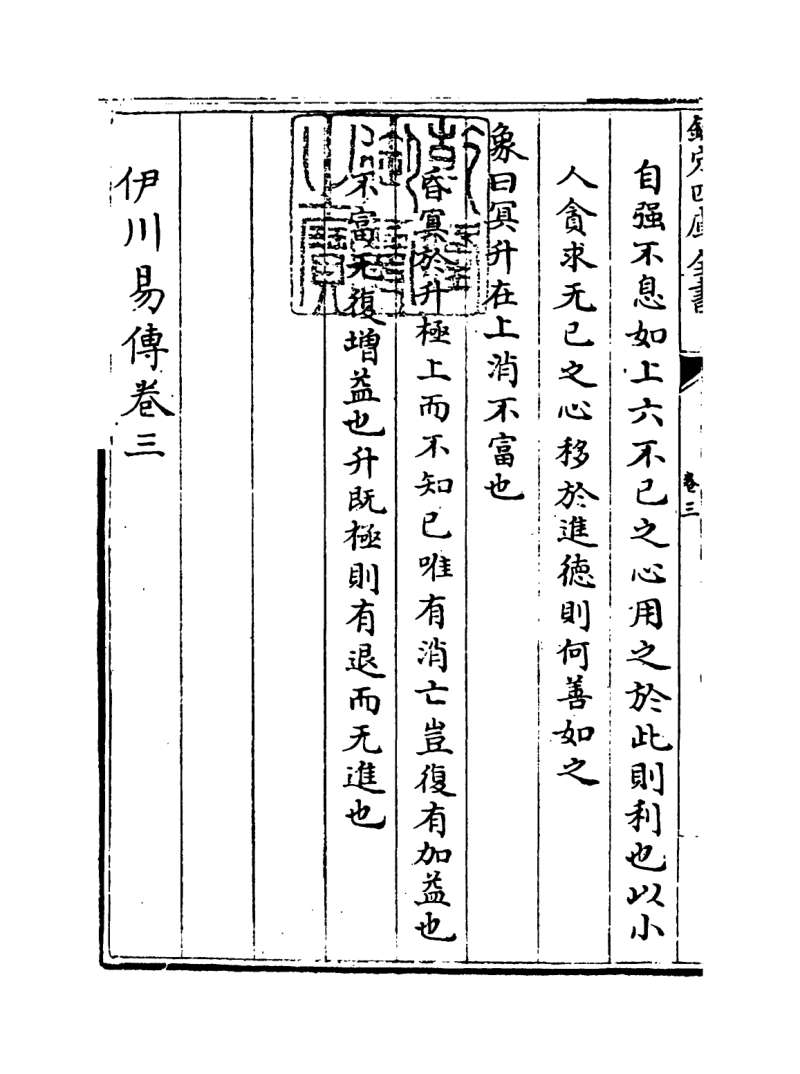 欽定四庫全書
卷三
自强不息如上六不已之心用之於此則利也以小
人貪求无已之心移於進德則何善如之
象曰冥升在上消不富也
昏冥於升極上而不知已唯有消亡豈復有加益也
不富无復增益也升既極則有退而无進也
伊川易傳卷三